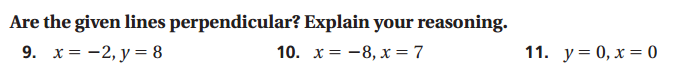 Are the given lines perpendicular? Explain your reasoning.
9. x = −2, y = 8 10. x = −8, x = 7 11. y = 0, x = 0